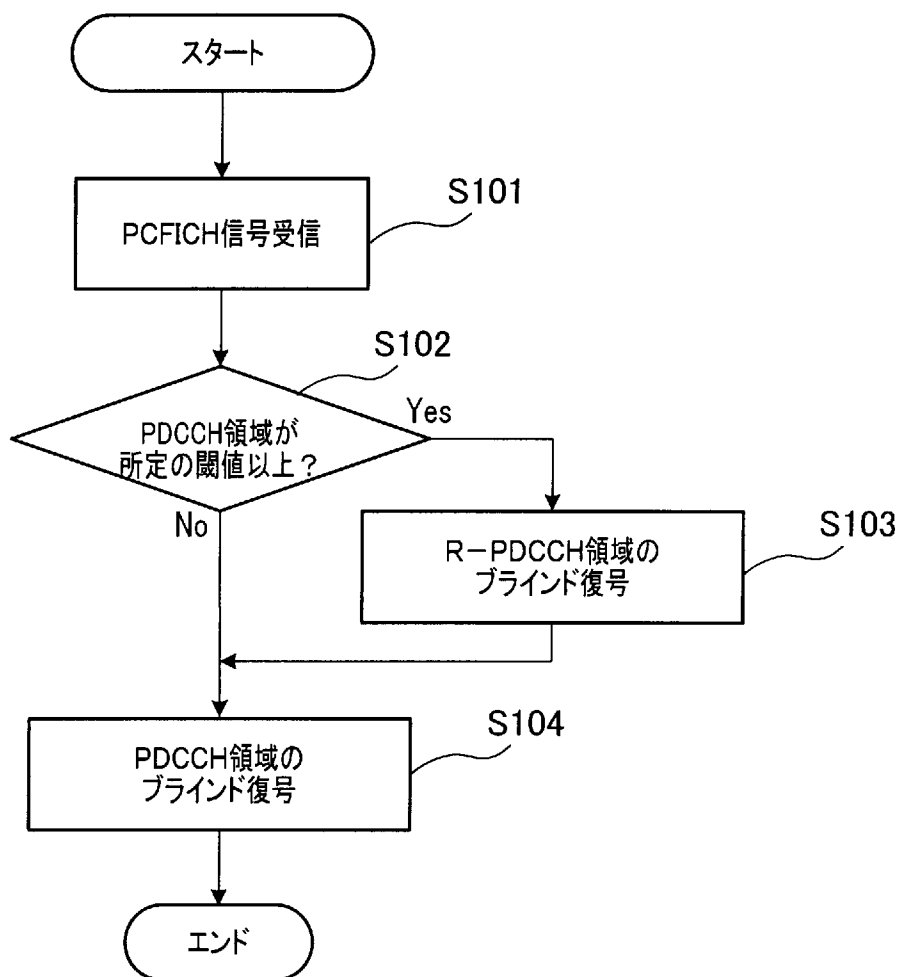 スタート
PCFICH信号受信
S101
S102
PDCCH領域が
所定の閾値以上？
Yes
No
R－PDCCH領域の
ブラインド復号
S103
PDCCH領域の
ブラインド復号
S104
エンド